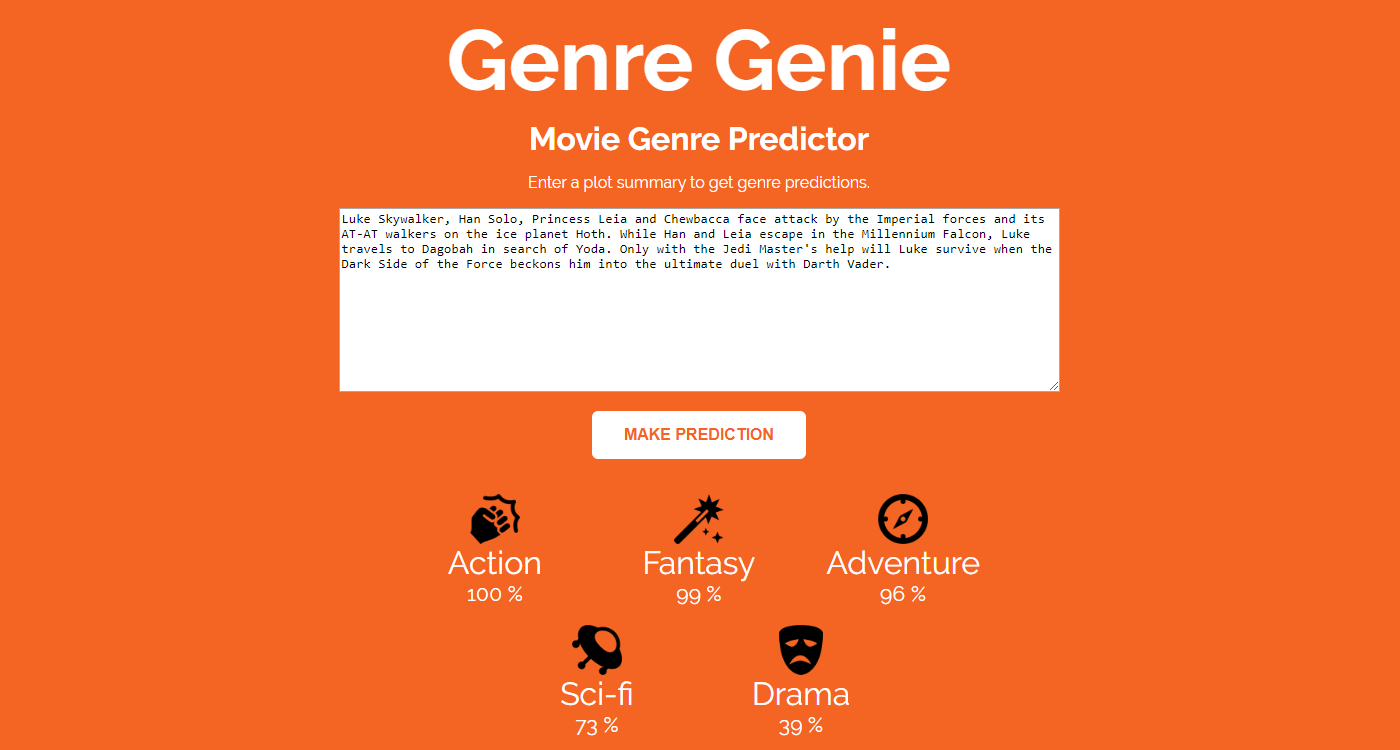 Genre Genie
Movie Genre Predictor
Enter a plot summary to get genre predictions.
Luke Skywalker, Han Solo, Princess Leia and Chewbacca face attack by the Imperial forces and its
AT-AT walkers on the ice planet Hoth. While Han and Leia escape in the Millennium Falcon, Luke
travels to Dagobah in search of Yoda. Only with the Jedi Master's help will Luke survive when the
Dark Side of the Force beckons him into the ultimate duel with Darth Vader.
MAKE PREDICTION
Action Fantasy Adventure
100 % 99 % 96 %
Sci-fi Drama
73 % 39 %